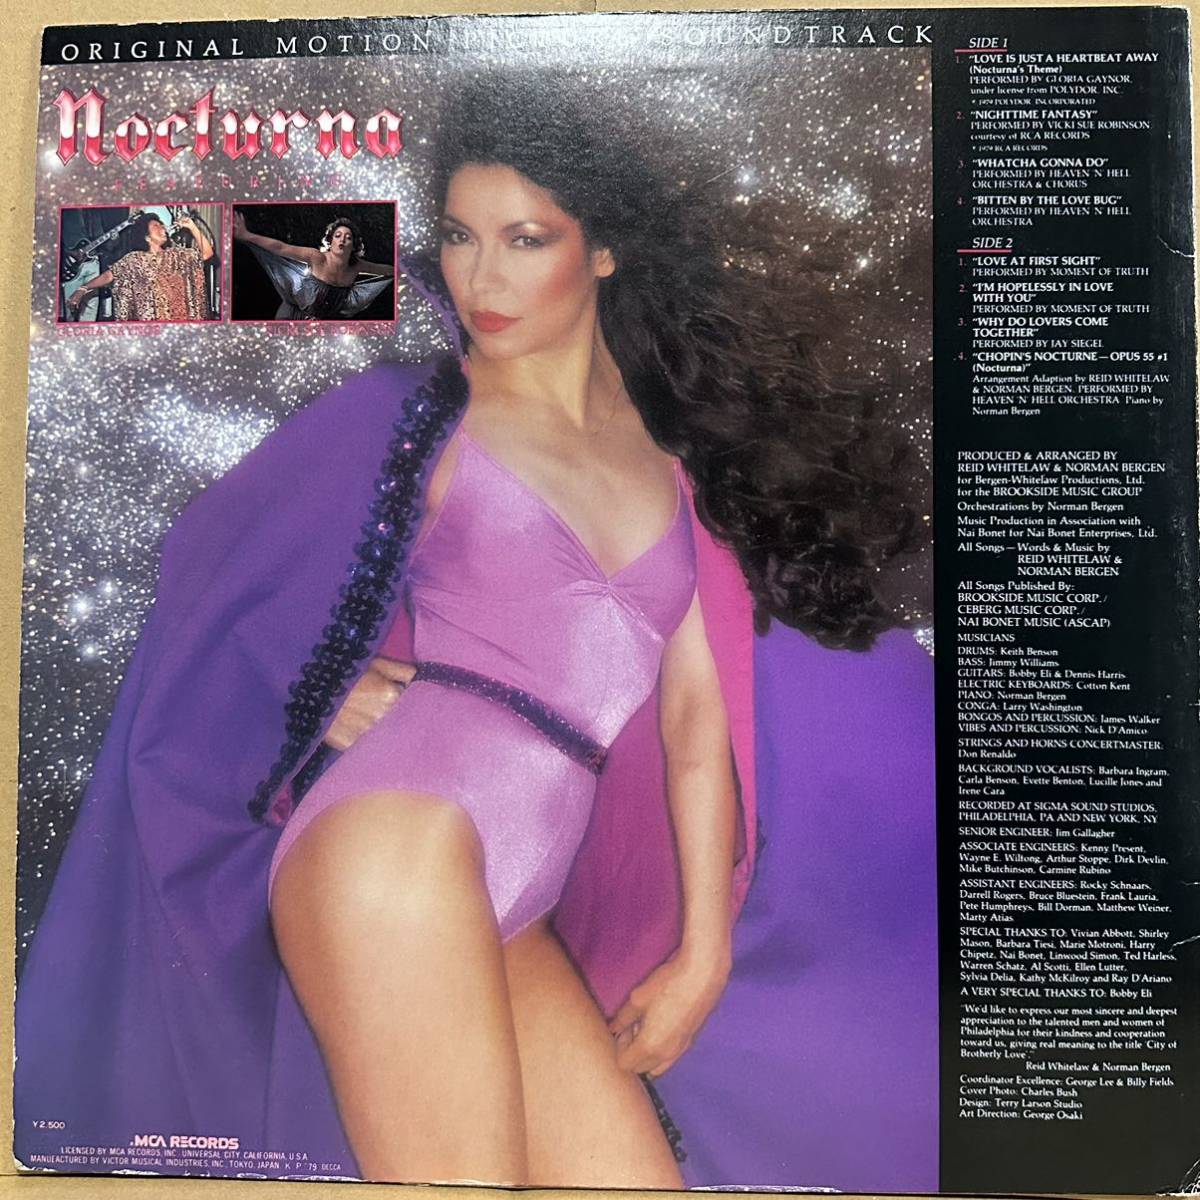 ORIGINAL MOTION PICTURE SOUNDTRACK
Nocturna
FEATURING
GLORIA GAYNOR
VICKI SUE ROBINSON
SIDE 1
1. "LOVE IS JUST A HEARTBEAT AWAY
(Nocturna's Theme)
PERFORMED BY GLORIA GAYNOR,
under license from POLYDOR, INC.
℗ 1979 POLYDOR INCORPORATED
2. "NIGHTTIME FANTASY"
PERFORMED BY VICKI SUE ROBINSON
courtesy of RCA RECORDS
℗ 1979 RCA RECORDS
3. "WHATCHA GONNA DO"
PERFORMED BY HEAVEN 'N' HELL
ORCHESTRA & CHORUS
4. "BITTEN BY THE LOVE BUG"
PERFORMED BY HEAVEN 'N' HELL
ORCHESTRA
SIDE 2
1. "LOVE AT FIRST SIGHT"
PERFORMED BY MOMENT OF TRUTH
2. "I'M HOPELESSLY IN LOVE
WITH YOU"
PERFORMED BY MOMENT OF TRUTH
3. "WHY DO LOVERS COME
TOGETHER"
PERFORMED BY JAY SIEGEL
4. "CHOPIN'S NOCTURNE—OPUS 55 #1
(Nocturna)"
Arrangement Adaption by REID WHITELAW
& NORMAN BERGEN. PERFORMED BY
HEAVEN 'N' HELL ORCHESTRA Piano by
Norman Bergen
PRODUCED & ARRANGED BY
REID WHITELAW & NORMAN BERGEN
for Bergen-Whitelaw Productions, Ltd.
for the BROOKSIDE MUSIC GROUP
Orchestrations by Norman Bergen
Music Production in Association with
Nai Bonet for Nai Bonet Enterprises, Ltd.
All Songs—Words & Music by
REID WHITELAW &
NORMAN BERGEN
All Songs Published By:
BROOKSIDE MUSIC CORP. /
CEBERG MUSIC CORP. /
NAI BONET MUSIC (ASCAP)
MUSICIANS
DRUMS: Keith Benson
BASS: Jimmy Williams
GUITARS: Bobby Eli & Dennis Harris
ELECTRIC KEYBOARDS: Cotton Kent
PIANO: Norman Bergen
CONGA: Larry Washington
BONGOS AND PERCUSSION: James Walker
VIBES AND PERCUSSION: Nick D'Amico
STRINGS AND HORNS CONCERTMASTER:
Don Renaldo
BACKGROUND VOCALISTS: Barbara Ingram,
Carla Benson, Evette Benton, Lucille Jones and
Irene Cara
RECORDED AT SIGMA SOUND STUDIOS,
PHILADELPHIA, PA AND NEW YORK, NY
SENIOR ENGINEER: Jim Gallagher
ASSOCIATE ENGINEERS: Kenny Present,
Wayne E. Wilfong, Arthur Stoppe, Dirk Devlin,
Mike Butchinson, Carmine Rubino
ASSISTANT ENGINEERS: Rocky Schnaars,
Darrell Rogers, Bruce Bluestein, Frank Lauria,
Pete Humphreys, Bill Dorman, Matthew Weiner,
Marty Atias
SPECIAL THANKS TO: Vivian Abbott, Shirley
Mason, Barbara Tiesi, Marie Motroni, Harry
Chipetz, Nai Bonet, Linwood Simon, Ted Harless,
Warren Schatz, Al Scotti, Ellen Lutter,
Sylvia Delia, Kathy McKilroy and Ray D'Ariano
A VERY SPECIAL THANKS TO: Bobby Eli
"We'd like to express our most sincere and deepest
appreciation to the talented men and women of
Philadelphia for their kindness and cooperation
toward us, giving real meaning to the title 'City of
Brotherly Love'."
Reid Whitelaw & Norman Bergen
Coordinator Excellence: George Lee & Billy Fields
Cover Photo: Charles Bush
Design: Terry Larson Studio
Art Direction: George Osaki
¥2,500
.MCA RECORDS
LICENSED BY MCA RECORDS, INC. UNIVERSAL CITY, CALIFORNIA, U.S.A.
MANUFACTURED BY VICTOR MUSICAL INDUSTRIES, INC., TOKYO, JAPAN K P '79 DECCA